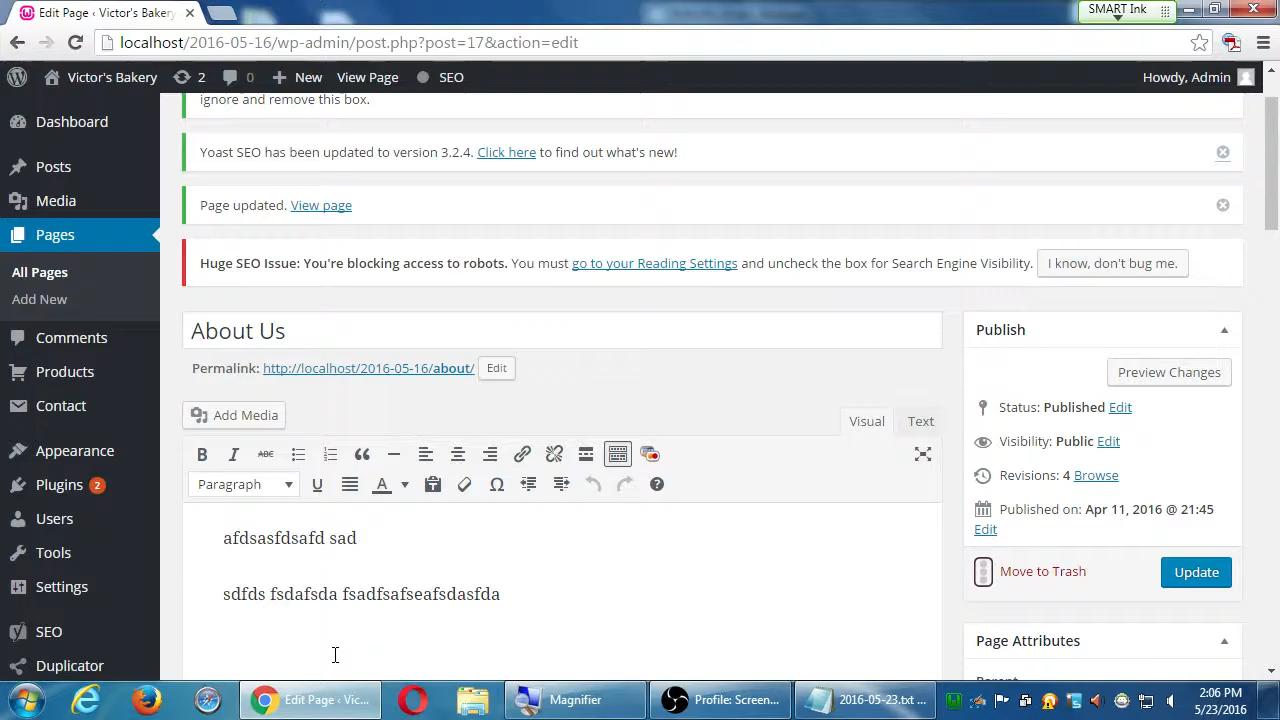 Edit Page ‹ Victor's Bakery
SMART Ink
localhost/2016-05-16/wp-admin/post.php?post=17&action=edit
Victor's Bakery
2
0
New
View Page
SEO
Howdy, Admin
Dashboard
Posts
Media
Pages
All Pages
Add New
Comments
Products
Contact
Appearance
Plugins 2
Users
Tools
Settings
SEO
Duplicator
ignore and remove this box.
Yoast SEO has been updated to version 3.2.4. Click here to find out what's new!
Page updated. View page
Huge SEO Issue: You're blocking access to robots. You must go to your Reading Settings and uncheck the box for Search Engine Visibility. I know, don't bug me.
About Us
Permalink: http://localhost/2016-05-16/about/ Edit
Add Media
Visual
Text
B I ABC
Paragraph
U
A
afdsasfdsafd sad
sdfds fsdafsda fsadfsafseafsdasfda
Publish
Preview Changes
Status: Published Edit
Visibility: Public Edit
Revisions: 4 Browse
Published on: Apr 11, 2016 @ 21:45
Edit
Move to Trash
Update
Page Attributes
Edit Page ‹ Vic...
Magnifier
Profile: Screen...
2016-05-23.txt ...
2:06 PM
5/23/2016